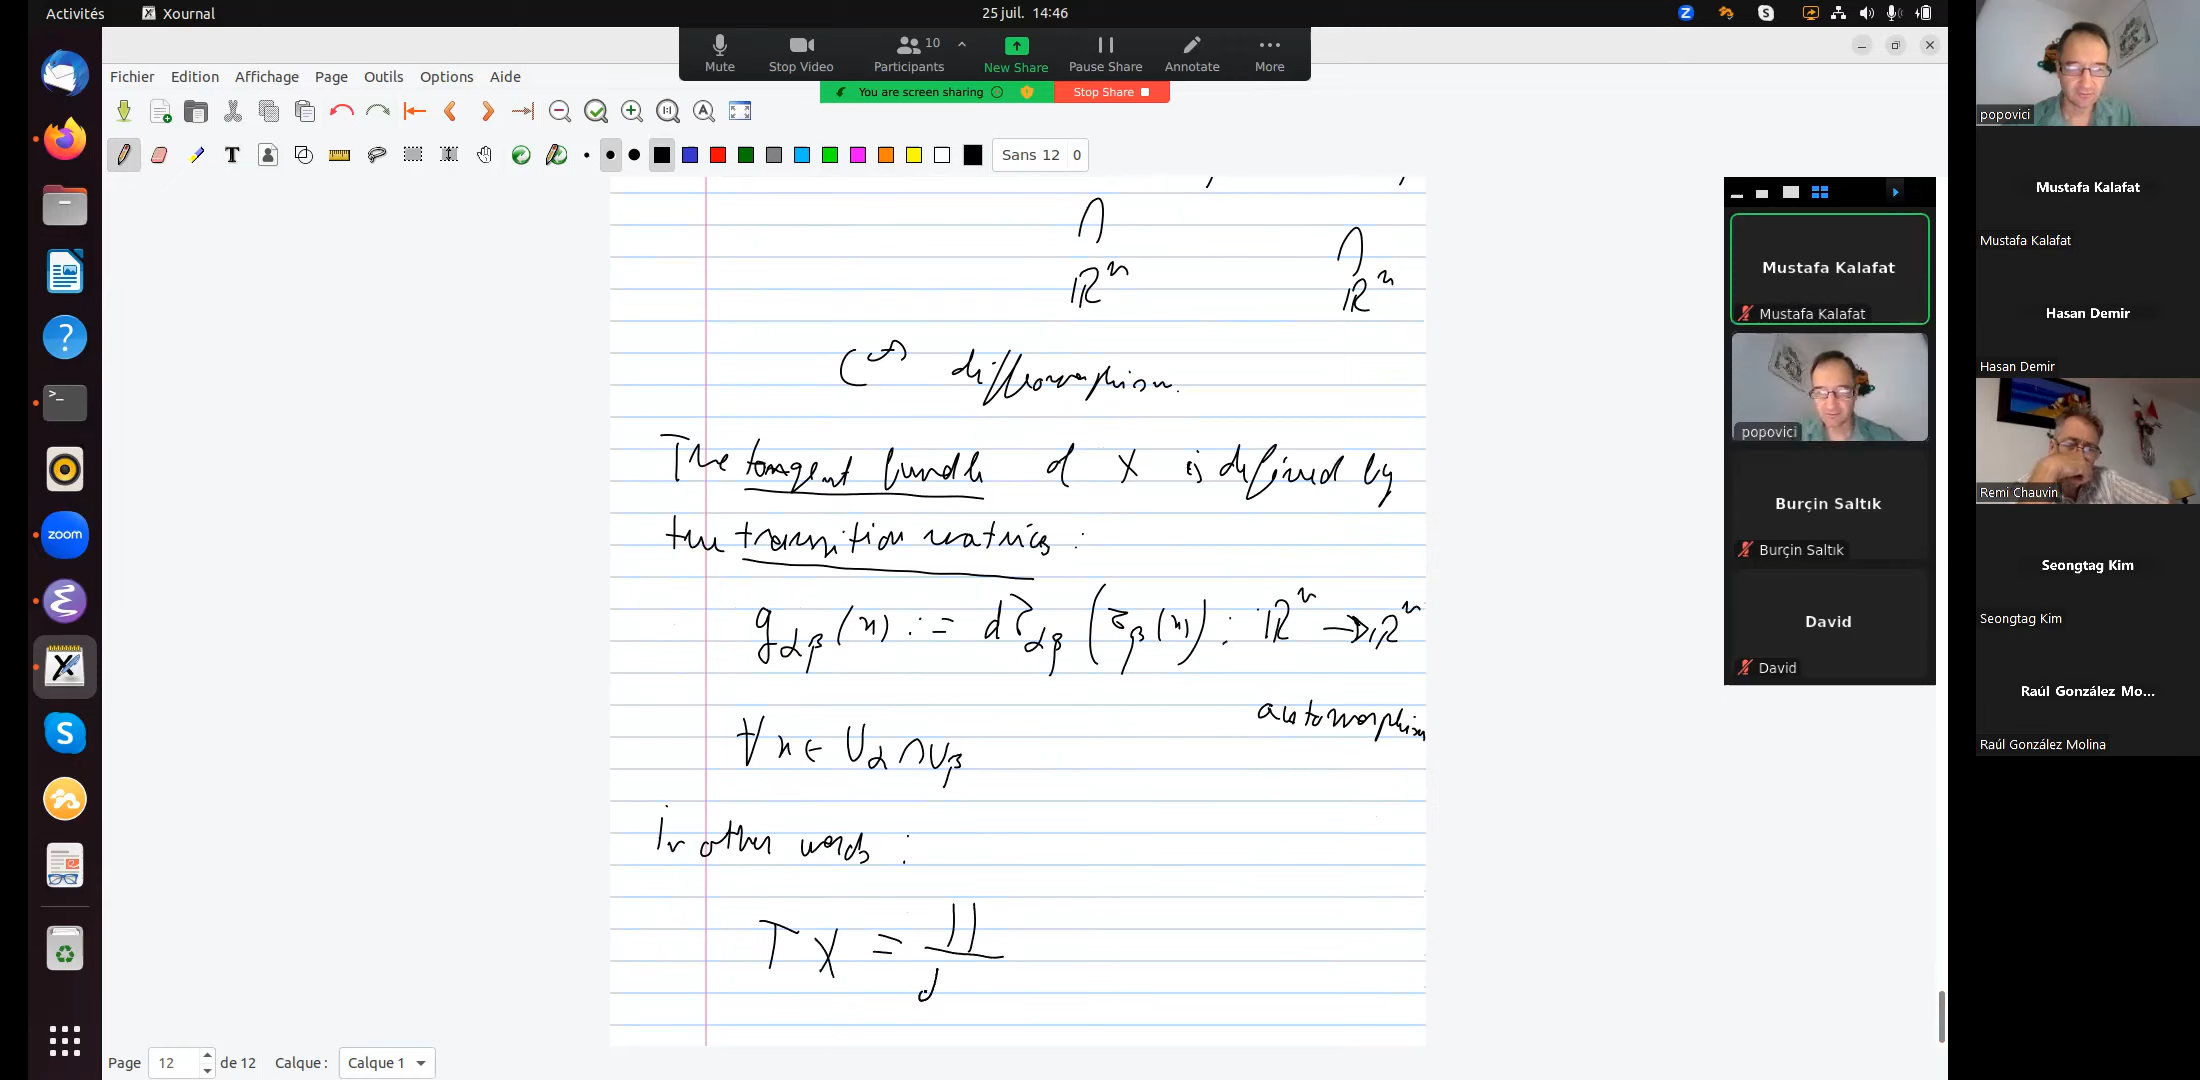 Activités
Xournal
25 juil. 14:46
Mute
Stop Video
Participants
10
New Share
Pause Share
Annotate
More
You are screen sharing
Stop Share
Fichier Edition Affichage Page Outils Options Aide
Sans 12 0
ℝⁿ ℝⁿ
C^∞ diffeomorphism.
The tangent bundle of X is defined by
the transition matrices :
g_αβ(x) := dτ_αβ (τ_β(x)) : ℝⁿ → ℝⁿ
automorphism
∀ x ∈ U_α ∩ U_β
In other words :
TX = ∐
Page 12 de 12 Calque : Calque 1
zoom
Mustafa Kalafat
Mustafa Kalafat
popovici
Burçin Saltık
Burçin Saltık
David
David
popovici
Mustafa Kalafat
Mustafa Kalafat
Hasan Demir
Hasan Demir
Remi Chauvin
Seongtag Kim
Seongtag Kim
Raúl González Mo...
Raúl González Molina